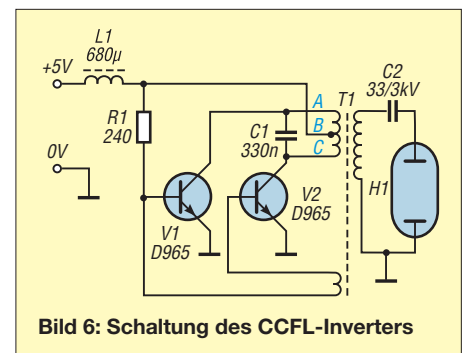 L1
680µ
+5V
R1
240
0V
C1
330n
A
B
C
T1
C2
33/3kV
H1
V1
D965
V2
D965
Bild 6: Schaltung des CCFL-Inverters